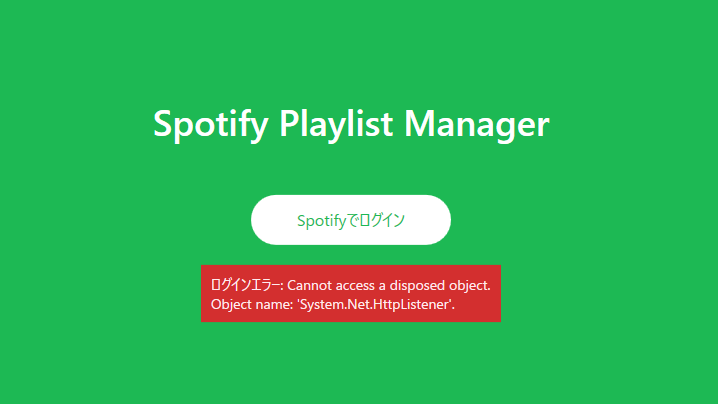 Spotify Playlist Manager
Spotifyでログイン
ログインエラー: Cannot access a disposed object.
Object name: 'System.Net.HttpListener'.